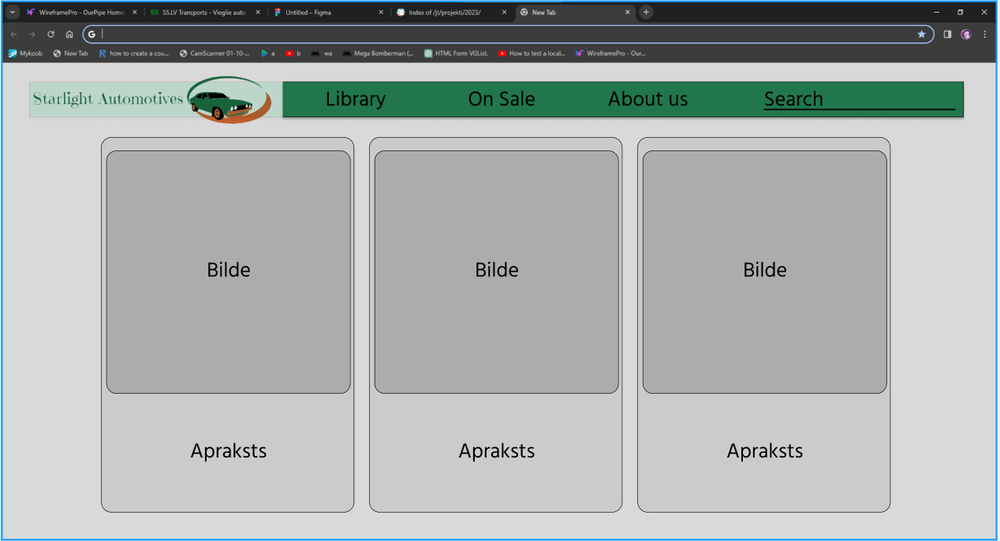 WireframePro - OurPipe Home
SS SS.LV Transports - Vieglie auto
Untitled – Figma
Index of /jt/projekti/2023/
New Tab
G
Mykoob
New Tab
how to create a cou...
CamScanner 01-10-...
a
b
wa
Mega Bomberman (...
HTML Form VGList.
How to test a local...
WireframePro - Our...
Starlight Automotives
Library
On Sale
About us
Search
Bilde
Bilde
Bilde
Apraksts
Apraksts
Apraksts